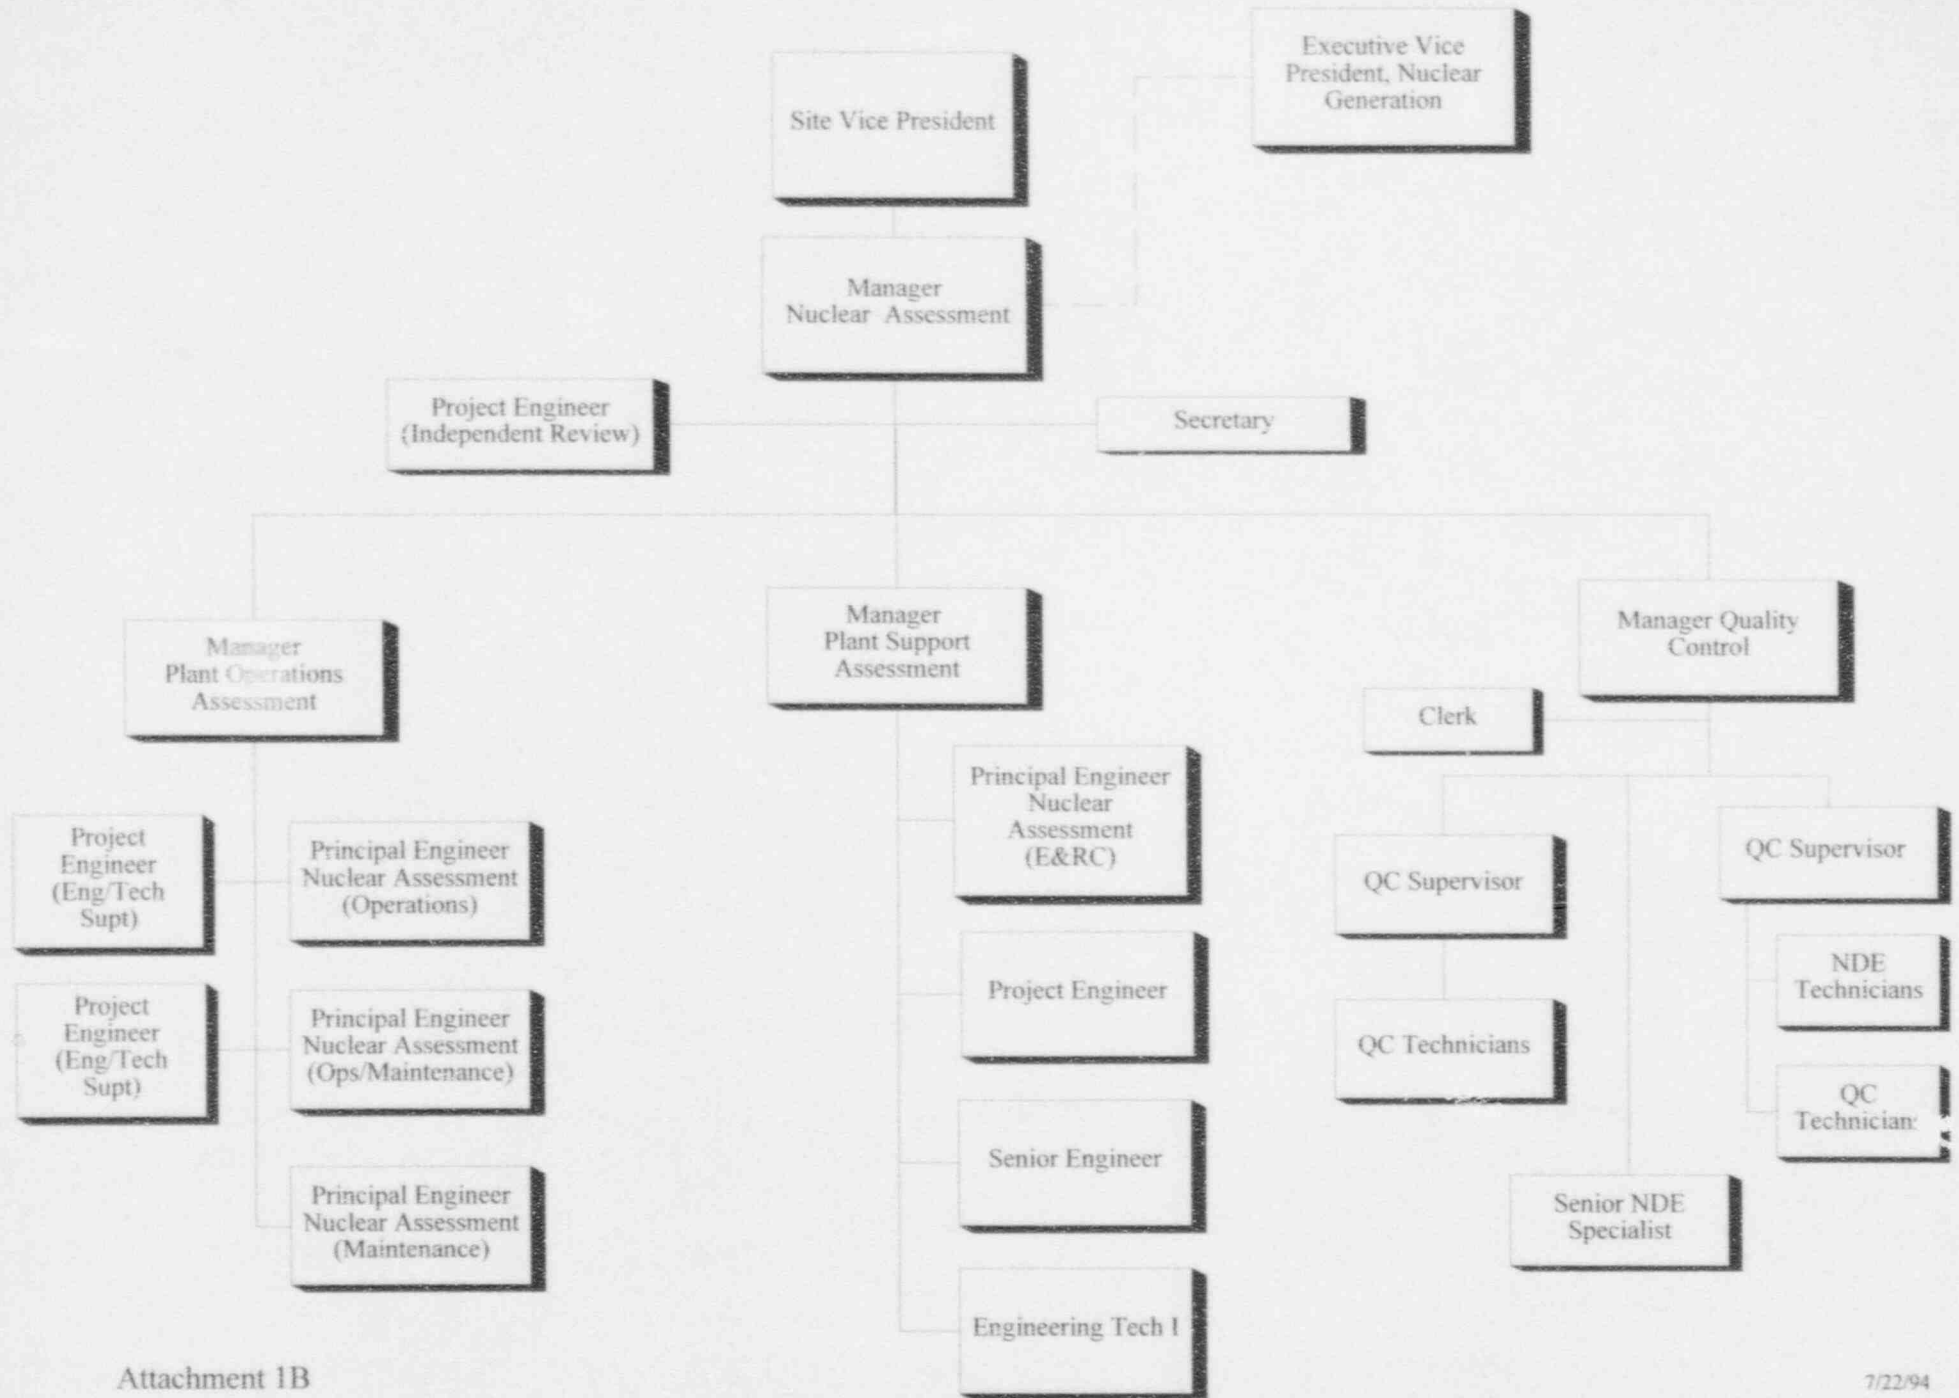 Executive Vice
President, Nuclear
Generation
Site Vice President
Manager
Nuclear Assessment
Project Engineer
(Independent Review)
Secretary
Manager
Plant Operations
Assessment
Manager
Plant Support
Assessment
Manager Quality
Control
Clerk
Project
Engineer
(Eng/Tech
Supt)
Principal Engineer
Nuclear Assessment
(Operations)
Project
Engineer
(Eng/Tech
Supt)
Principal Engineer
Nuclear Assessment
(Ops/Maintenance)
Principal Engineer
Nuclear Assessment
(Maintenance)
Principal Engineer
Nuclear
Assessment
(E&RC)
Project Engineer
Senior Engineer
Engineering Tech I
QC Supervisor
QC Technicians
Senior NDE
Specialist
QC Supervisor
NDE
Technicians
QC
Technicians
Attachment 1B
7/22/94